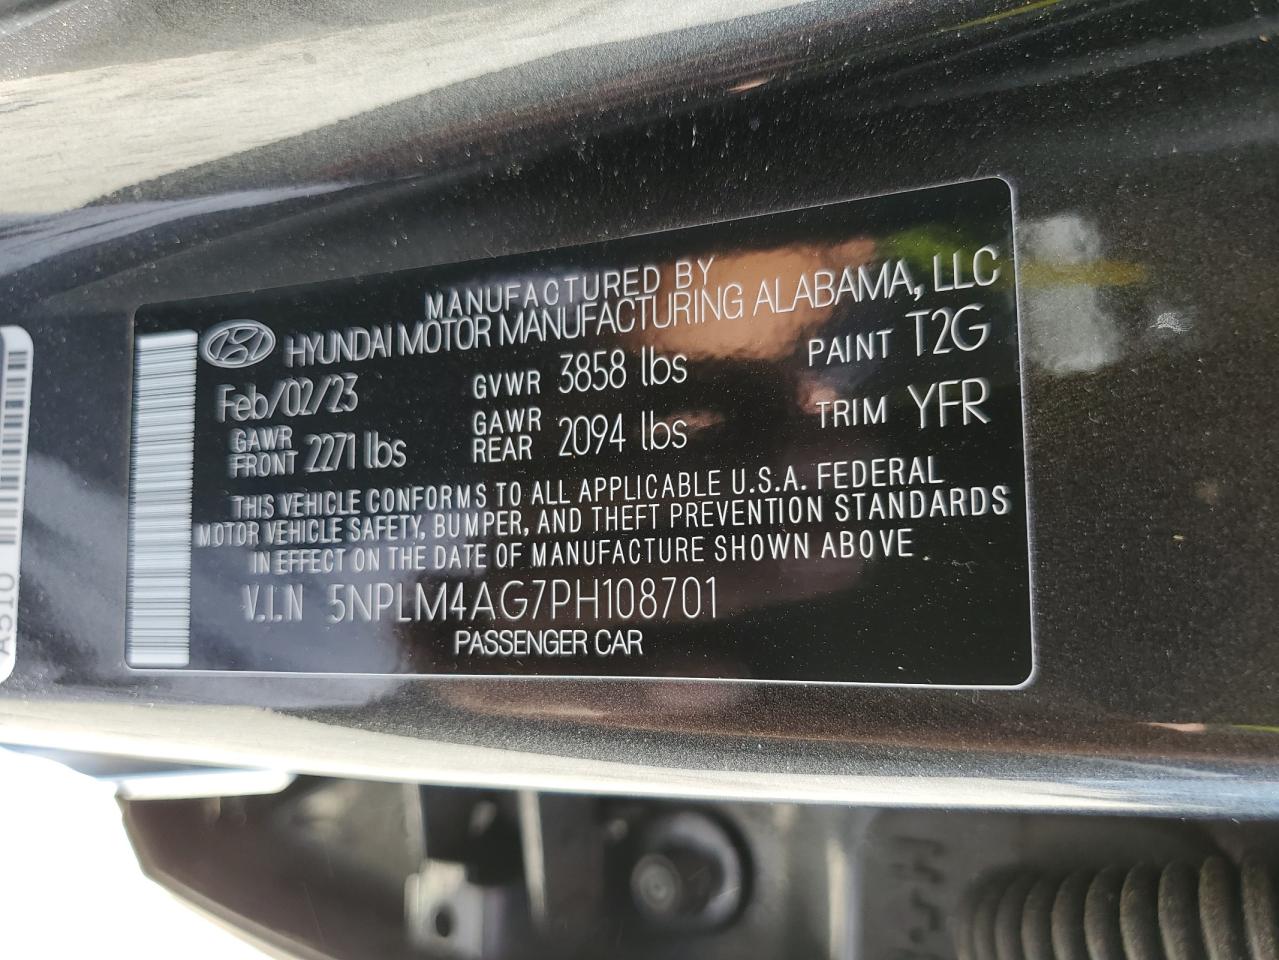 MANUFACTURED BY
HYUNDAI MOTOR MANUFACTURING ALABAMA, LLC
Feb/02/23 GVWR 3858 lbs PAINT T2G
GAWR FRONT 2271 lbs GAWR REAR 2094 lbs TRIM YFR
THIS VEHICLE CONFORMS TO ALL APPLICABLE U.S.A. FEDERAL
MOTOR VEHICLE SAFETY, BUMPER, AND THEFT PREVENTION STANDARDS
IN EFFECT ON THE DATE OF MANUFACTURE SHOWN ABOVE
V.I.N 5NPLM4AG7PH108701
PASSENGER CAR
A510